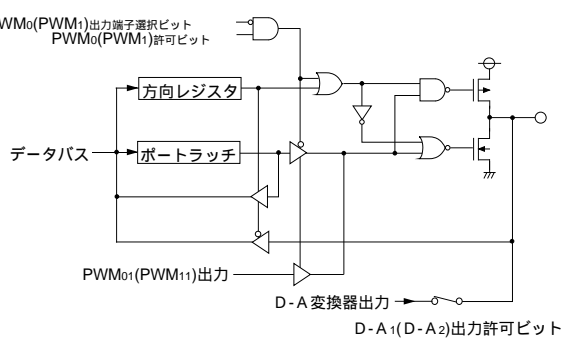 PWM0(PWM1)出力端子選択ビット
PWM0(PWM1)許可ビット
方向レジスタ
データバス
ポートラッチ
PWM01(PWM11)出力
D-A変換器出力
D-A1(D-A2)出力許可ビット